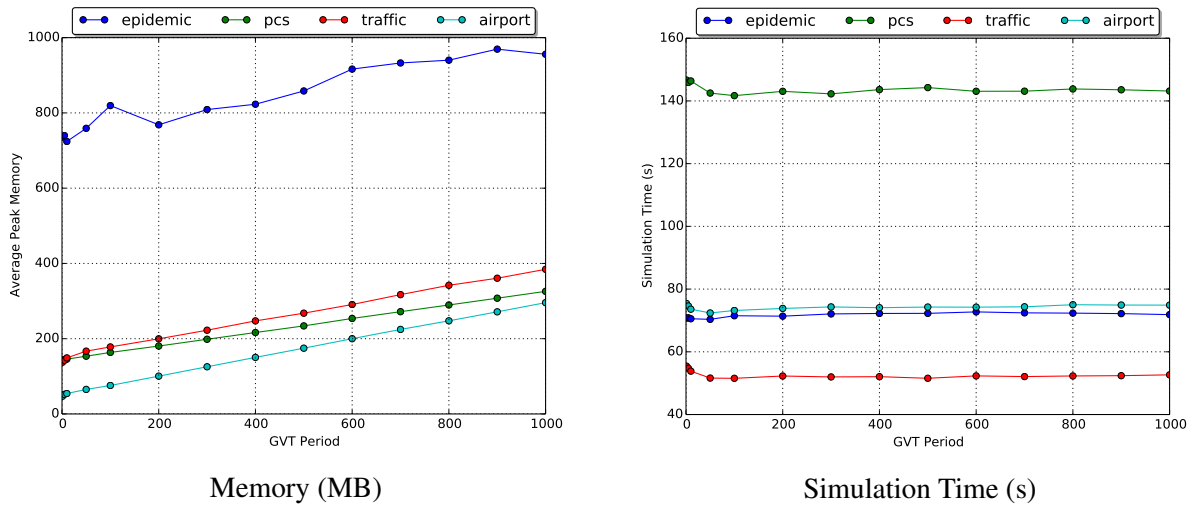 epidemic pcs traffic airport
1000
800
600
400
200
0
Average Peak Memory
0 200 400 600 800 1000
GVT Period
Memory (MB)
epidemic pcs traffic airport
160
140
120
100
80
60
40
Simulation Time (s)
0 200 400 600 800 1000
GVT Period
Simulation Time (s)